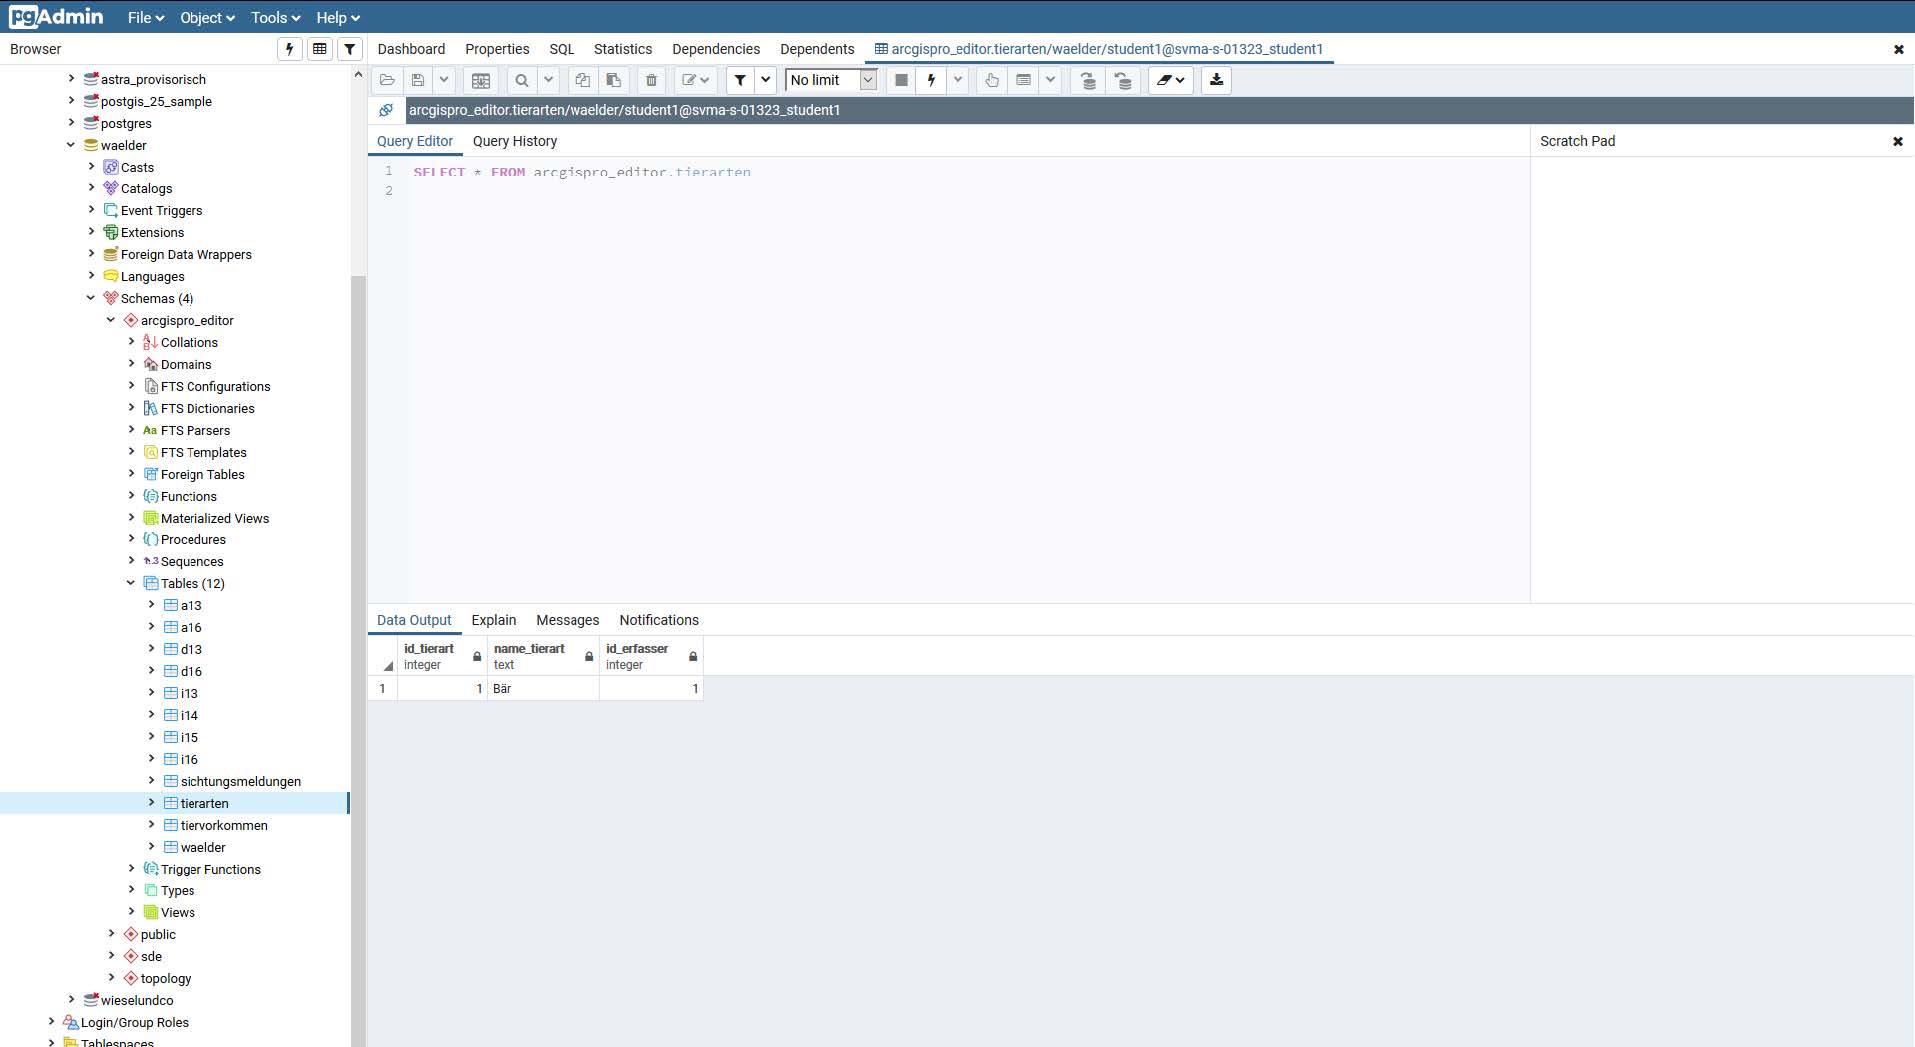 pgAdmin File Object Tools Help
Browser
Dashboard Properties SQL Statistics Dependencies Dependents arcgispro_editor.tierarten/waelder/student1@svma-s-01323_student1
No limit
arcgispro_editor.tierarten/waelder/student1@svma-s-01323_student1
Query Editor Query History
Scratch Pad
1 SELECT * FROM arcgispro_editor.tierarten
2
astra_provisorisch
postgis_25_sample
postgres
waelder
Casts
Catalogs
Event Triggers
Extensions
Foreign Data Wrappers
Languages
Schemas (4)
arcgispro_editor
Collations
Domains
FTS Configurations
FTS Dictionaries
Aa FTS Parsers
FTS Templates
Foreign Tables
Functions
Materialized Views
Procedures
1..3 Sequences
Tables (12)
a13
a16
d13
d16
i13
i14
i15
i16
sichtungsmeldungen
tierarten
tiervorkommen
waelder
Trigger Functions
Types
Views
public
sde
topology
wieselundco
Login/Group Roles
Tablespaces
Data Output Explain Messages Notifications
id_tierart name_tierart id_erfasser
integer text integer
1 1 Bär 1